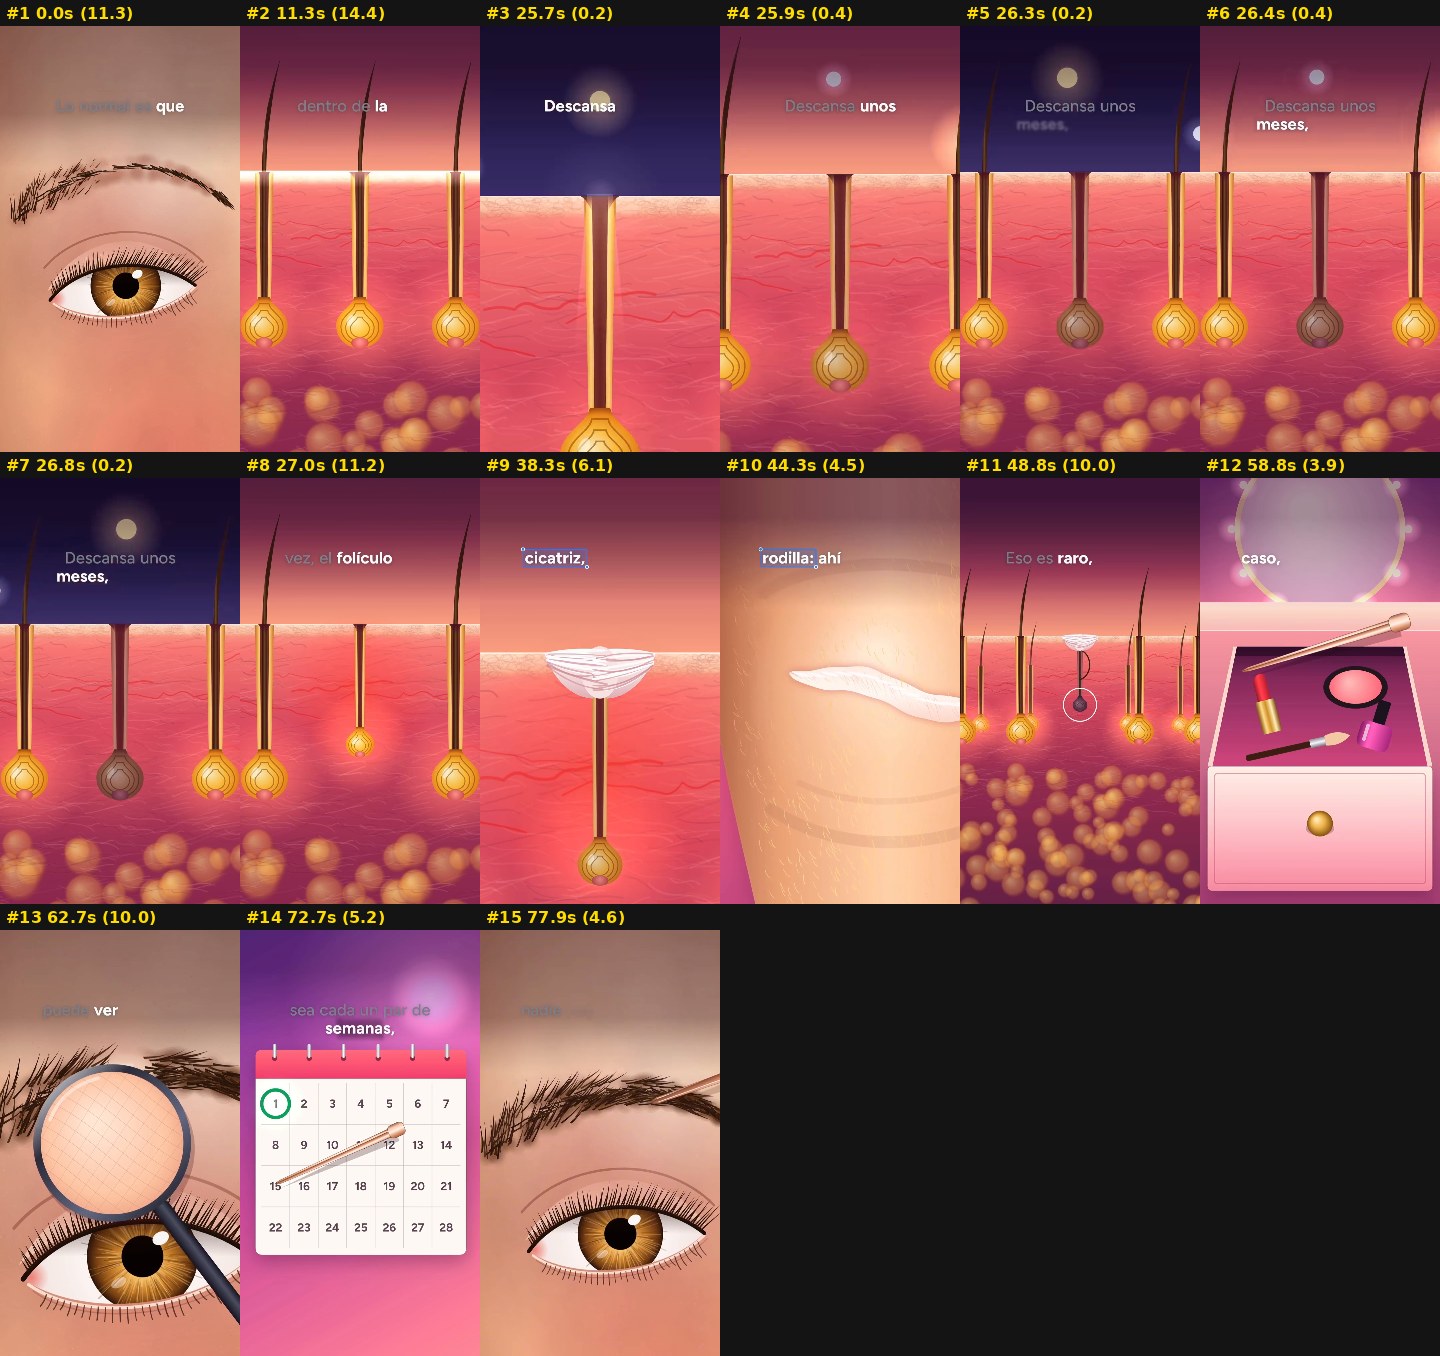 #1 0.0s (11.3)
La normal es que
#2 11.3s (14.4)
dentro de la
#3 25.7s (0.2)
Descansa
#4 25.9s (0.4)
Descansa unos
#5 26.3s (0.2)
Descansa unos
meses,
#6 26.4s (0.4)
Descansa unos
meses,
#7 26.8s (0.2)
Descansa unos
meses,
#8 27.0s (11.2)
vez, el folículo
#9 38.3s (6.1)
cicatriz,
#10 44.3s (4.5)
rodilla: ahí
#11 48.8s (10.0)
Eso es raro,
#12 58.8s (3.9)
caso,
#13 62.7s (10.0)
puede ver
#14 72.7s (5.2)
sea cada un par de
semanas,
1 2 3 4 5 6 7
8 9 10 12 13 14
15 16 17 18 19 20 21
22 23 24 25 26 27 28
#15 77.9s (4.6)
nadie